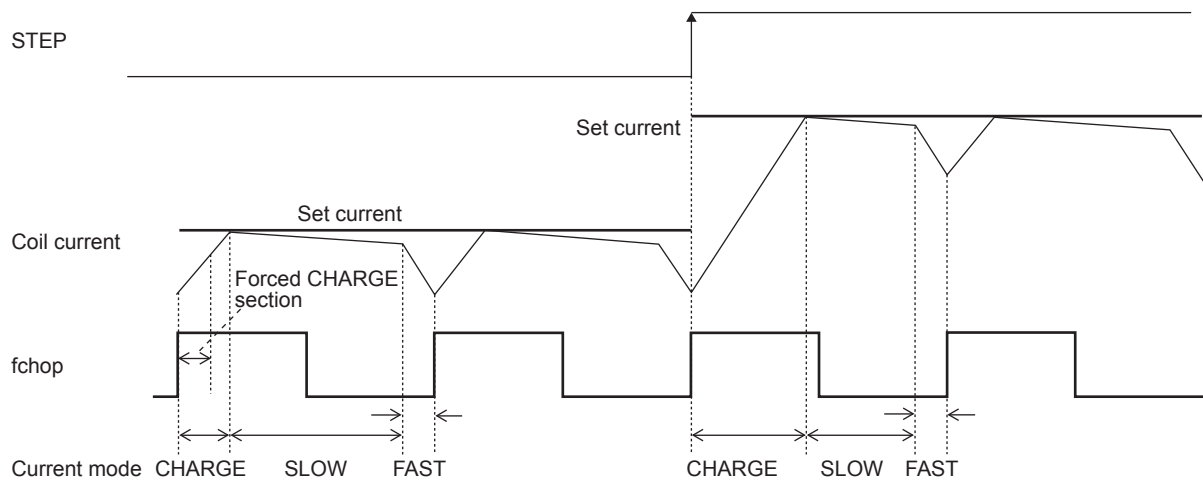 STEP
Set current
Set current
Coil current
Forced CHARGE
section
fchop
Current mode CHARGE SLOW FAST CHARGE SLOW FAST